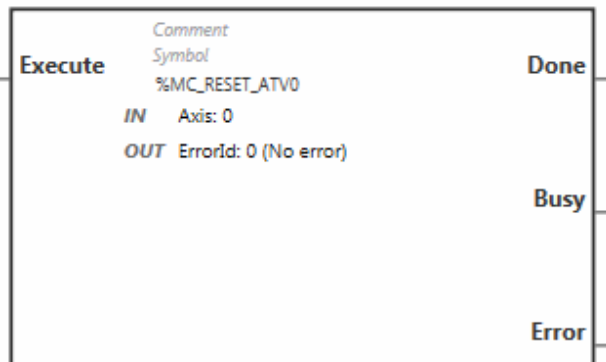 Comment
Execute Symbol Done
%MC_RESET_ATV0
IN Axis: 0
OUT ErrorId: 0 (No error)
Busy
Error